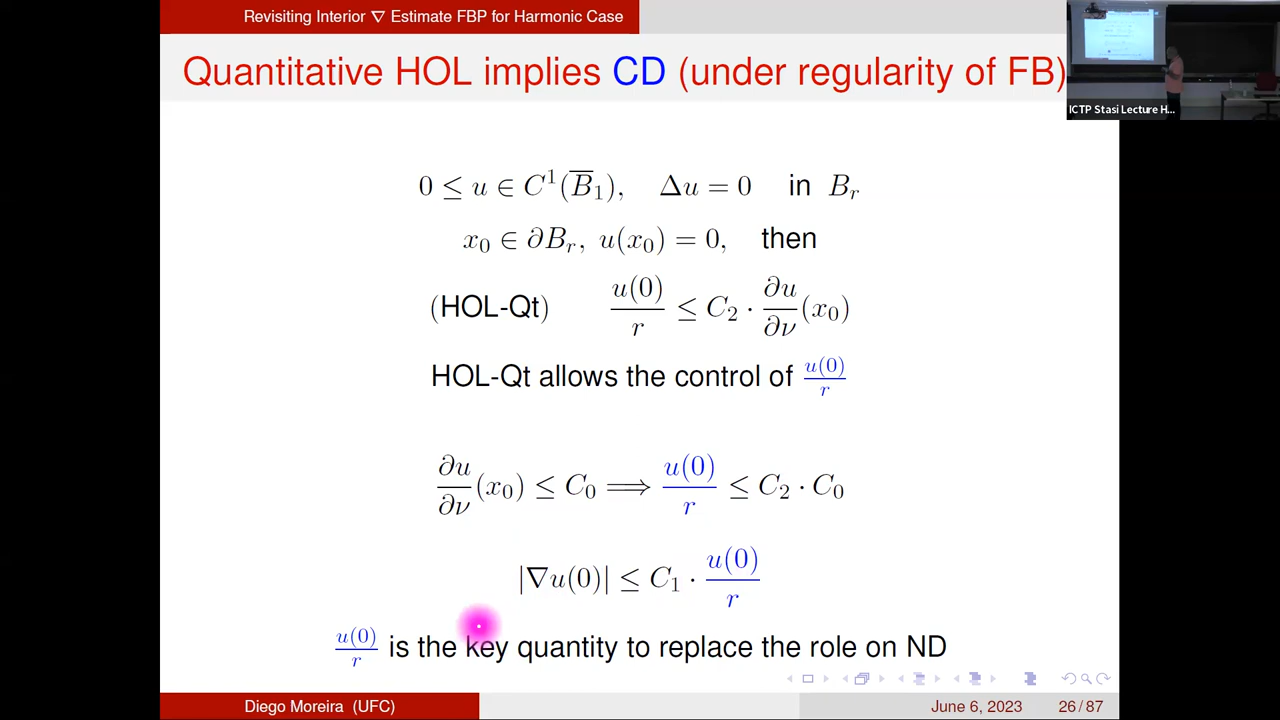 Revisiting Interior ∇ Estimate FBP for Harmonic Case
Quantitative HOL implies CD (under regularity of FB)
ICTP Stasi Lecture H...
0 ≤ u ∈ C¹(B̅₁), Δu = 0 in Bᵣ
x₀ ∈ ∂Bᵣ, u(x₀) = 0, then
(HOL-Qt) u(0)/r ≤ C₂ · ∂u/∂ν (x₀)
HOL-Qt allows the control of u(0)/r
∂u/∂ν (x₀) ≤ C₀ ⟹ u(0)/r ≤ C₂ · C₀
|∇u(0)| ≤ C₁ · u(0)/r
u(0)/r is the key quantity to replace the role on ND
Diego Moreira (UFC)
June 6, 2023
26 / 87